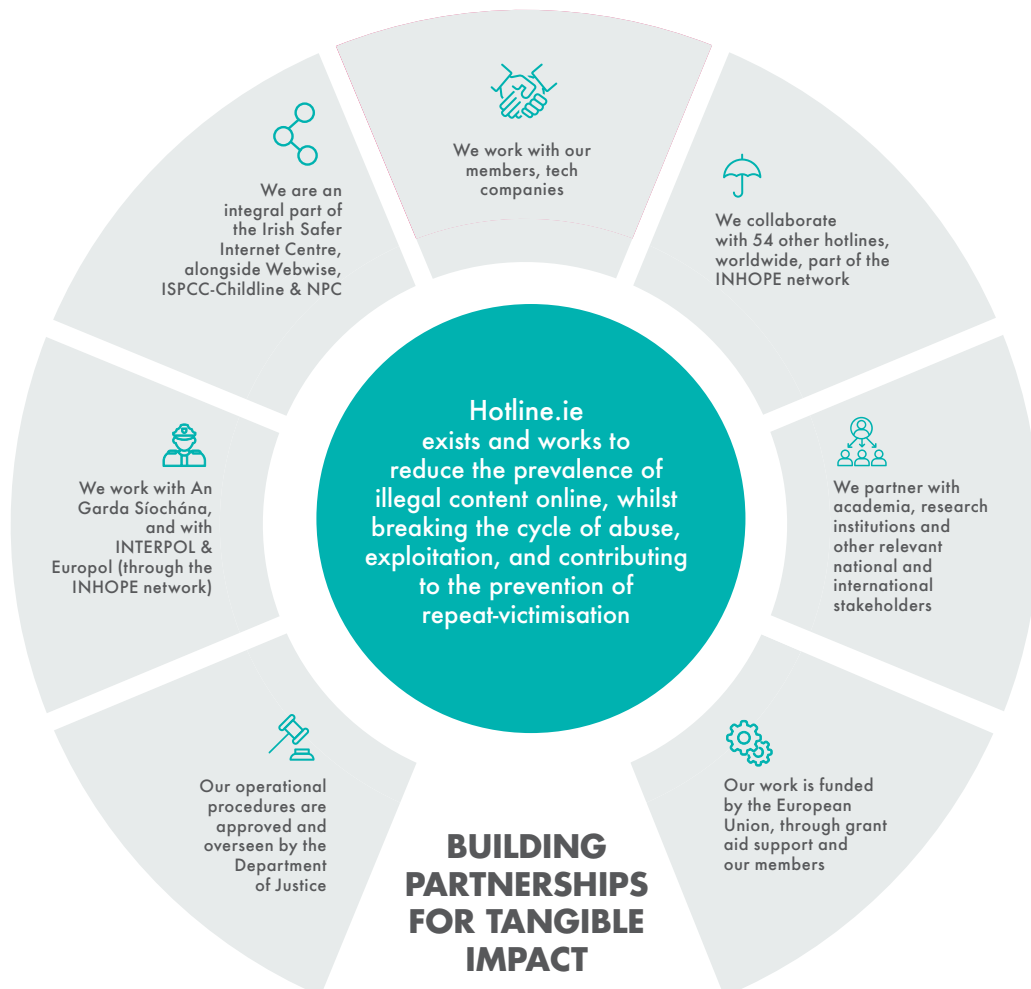 We work with our
members, tech
companies
We collaborate
with 54 other hotlines,
worldwide, part of the
INHOPE network
We partner with
academia, research
institutions and
other relevant
national and
international
stakeholders
Our work is funded
by the European
Union, through grant
aid support and
our members
Our operational
procedures are
approved and
overseen by the
Department
of Justice
We work with An
Garda Síochána,
and with
INTERPOL &
Europol (through the
INHOPE network)
We are an
integral part of
the Irish Safer
Internet Centre,
alongside Webwise,
ISPCC-Childline & NPC
Hotline.ie
exists and works to
reduce the prevalence of
illegal content online, whilst
breaking the cycle of abuse,
exploitation, and contributing
to the prevention of
repeat-victimisation
BUILDING
PARTNERSHIPS
FOR TANGIBLE
IMPACT